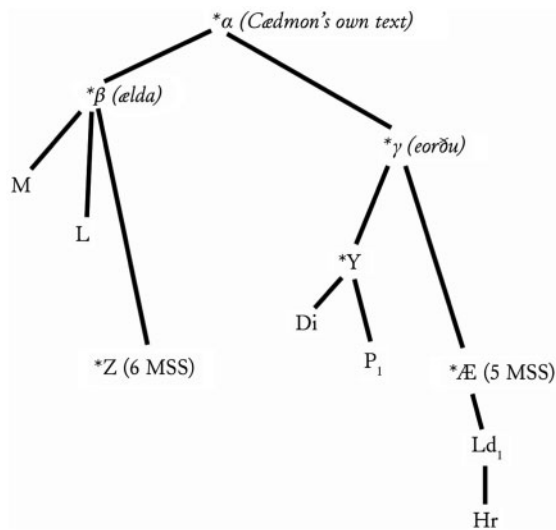 *α (Cædmon's own text)
*β (ælda)
*γ (eorðu)
M
L
*Y
Di
P₁
*Z (6 MSS)
*Æ (5 MSS)
Ld₁
Hr